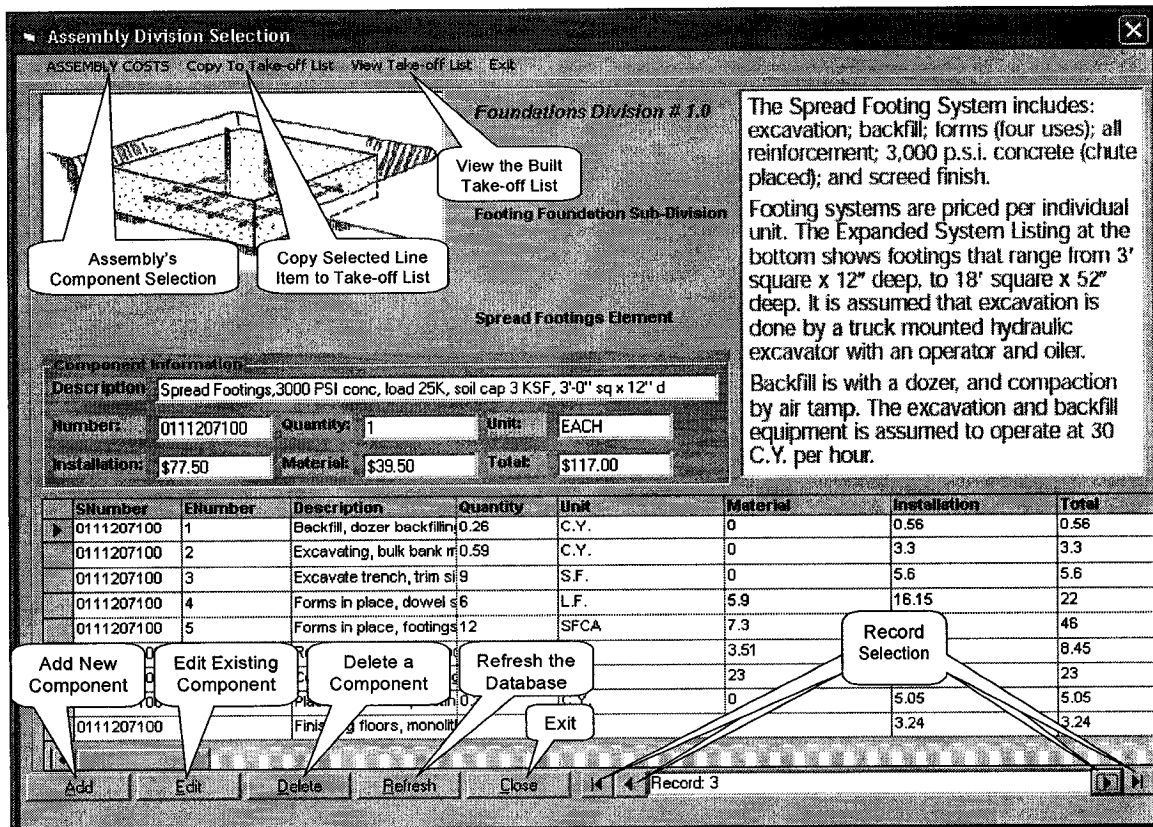 Assembly Division Selection
ASSEMBLY COSTS Copy To Take-off List View Take-off List Exit
Foundations Division # 1.0
View the Built
Take-off List
Footing Foundation Sub-Division
Assembly's
Component Selection
Copy Selected Line
Item to Take-off List
Spread Footings Element
The Spread Footing System includes:
excavation; backfill; forms (four uses); all
reinforcement; 3,000 p.s.i. concrete (chute
placed); and screed finish.
Footing systems are priced per individual
unit. The Expanded System Listing at the
bottom shows footings that range from 3'
square x 12" deep, to 18' square x 52"
deep. It is assumed that excavation is
done by a truck mounted hydraulic
excavator with an operator and oiler.
Backfill is with a dozer, and compaction
by air tamp. The excavation and backfill
equipment is assumed to operate at 30
C.Y. per hour.
Component Information
Description Spread Footings,3000 PSI conc, load 25K, soil cap 3 KSF, 3'-0" sq x 12" d
Number: 0111207100 Quantity: 1 Unit: EACH
Installation: $77.50 Material: $39.50 Total: $117.00
SNumber ENumber Description Quantity Unit Material Installation Total
0111207100 1 Backfill, dozer backfilling 0.26 C.Y. 0 0.56 0.56
0111207100 2 Excavating, bulk bank 0.59 C.Y. 0 3.3 3.3
0111207100 3 Excavate trench, trim 9 S.F. 0 5.6 5.6
0111207100 4 Forms in place, dowel 6 L.F. 5.9 16.15 22
0111207100 5 Forms in place, footings 12 SFCA 7.3 46
3.51 8.45
23 23
0 5.05 5.05
0111207100 floors, 3.24 3.24
Add New
Component
Edit Existing
Component
Delete a
Component
Refresh the
Database
Exit
Record
Selection
Add Edit Delete Refresh Close Record: 3